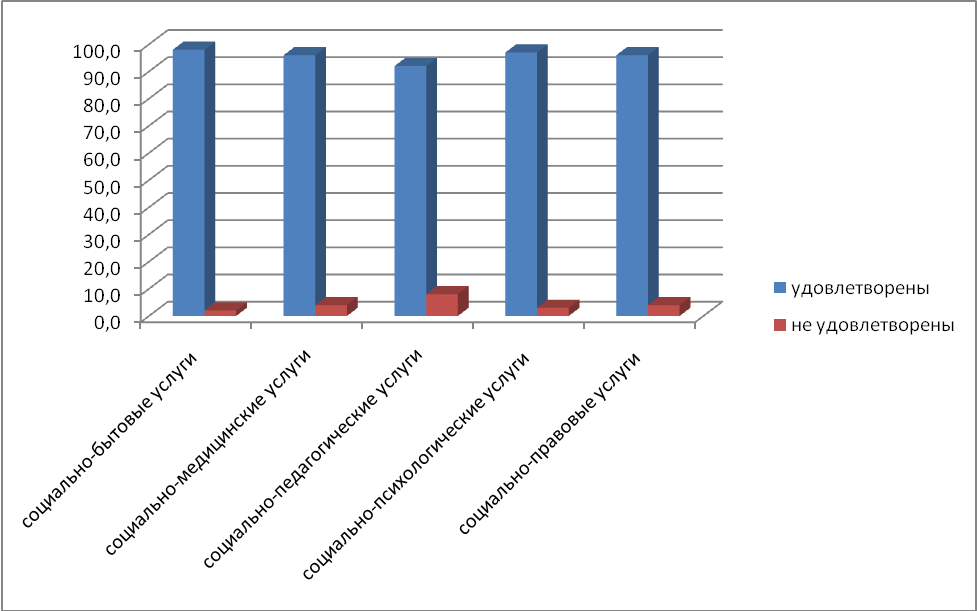 100,0
90,0
80,0
70,0
60,0
50,0
40,0
30,0
20,0
10,0
0,0
социально-бытовые услуги
социально-медицинские услуги
социально-педагогические услуги
социально-психологические услуги
социально-правовые услуги
удовлетворены
не удовлетворены